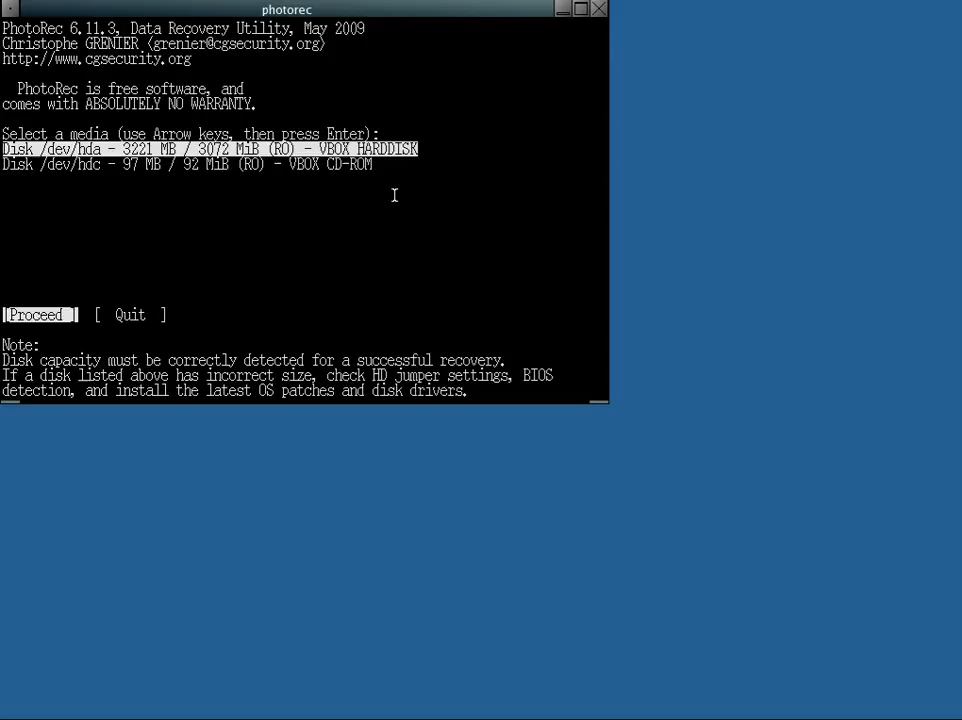 photorec
PhotoRec 6.11.3, Data Recovery Utility, May 2009
Christophe GRENIER <grenier@cgsecurity.org>
http://www.cgsecurity.org
PhotoRec is free software, and
comes with ABSOLUTELY NO WARRANTY.
Select a media (use Arrow keys, then press Enter):
Disk /dev/hda - 3221 MB / 3072 MiB (RO) - VBOX HARDDISK
Disk /dev/hdc - 97 MB / 92 MiB (RO) - VBOX CD-ROM
[Proceed ]  [  Quit  ]
Note:
Disk capacity must be correctly detected for a successful recovery.
If a disk listed above has incorrect size, check HD jumper settings, BIOS
detection, and install the latest OS patches and disk drivers.